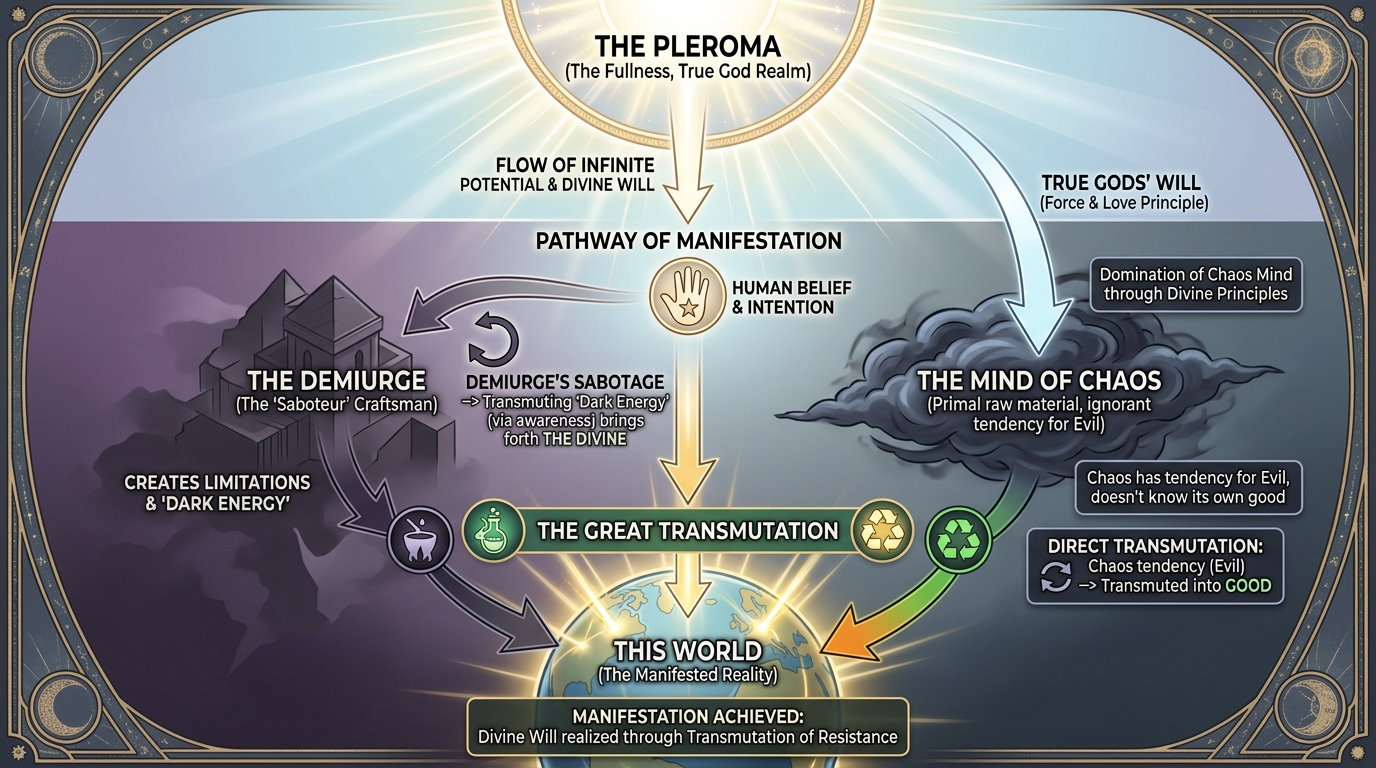 THE PLEROMA
(The Fullness, True God Realm)
FLOW OF INFINITE
POTENTIAL & DIVINE WILL
TRUE GODS' WILL
(Force & Love Principle)
PATHWAY OF MANIFESTATION
HUMAN BELIEF
& INTENTION
Domination of Chaos Mind
through Divine Principles
THE DEMIURGE
(The 'Saboteur' Craftsman)
DEMIURGE'S SABOTAGE
—> Transmuting 'Dark Energy'
(via awareness) brings
forth THE DIVINE
THE MIND OF CHAOS
(Primal raw material, ignorant
tendency for Evil)
CREATES LIMITATIONS
& 'DARK ENERGY'
Chaos has tendency for Evil,
doesn't know its own good
THE GREAT TRANSMUTATION
DIRECT TRANSMUTATION:
Chaos tendency (Evil)
—> Transmuted into GOOD
THIS WORLD
(The Manifested Reality)
MANIFESTATION ACHIEVED:
Divine Will realized through Transmutation of Resistance